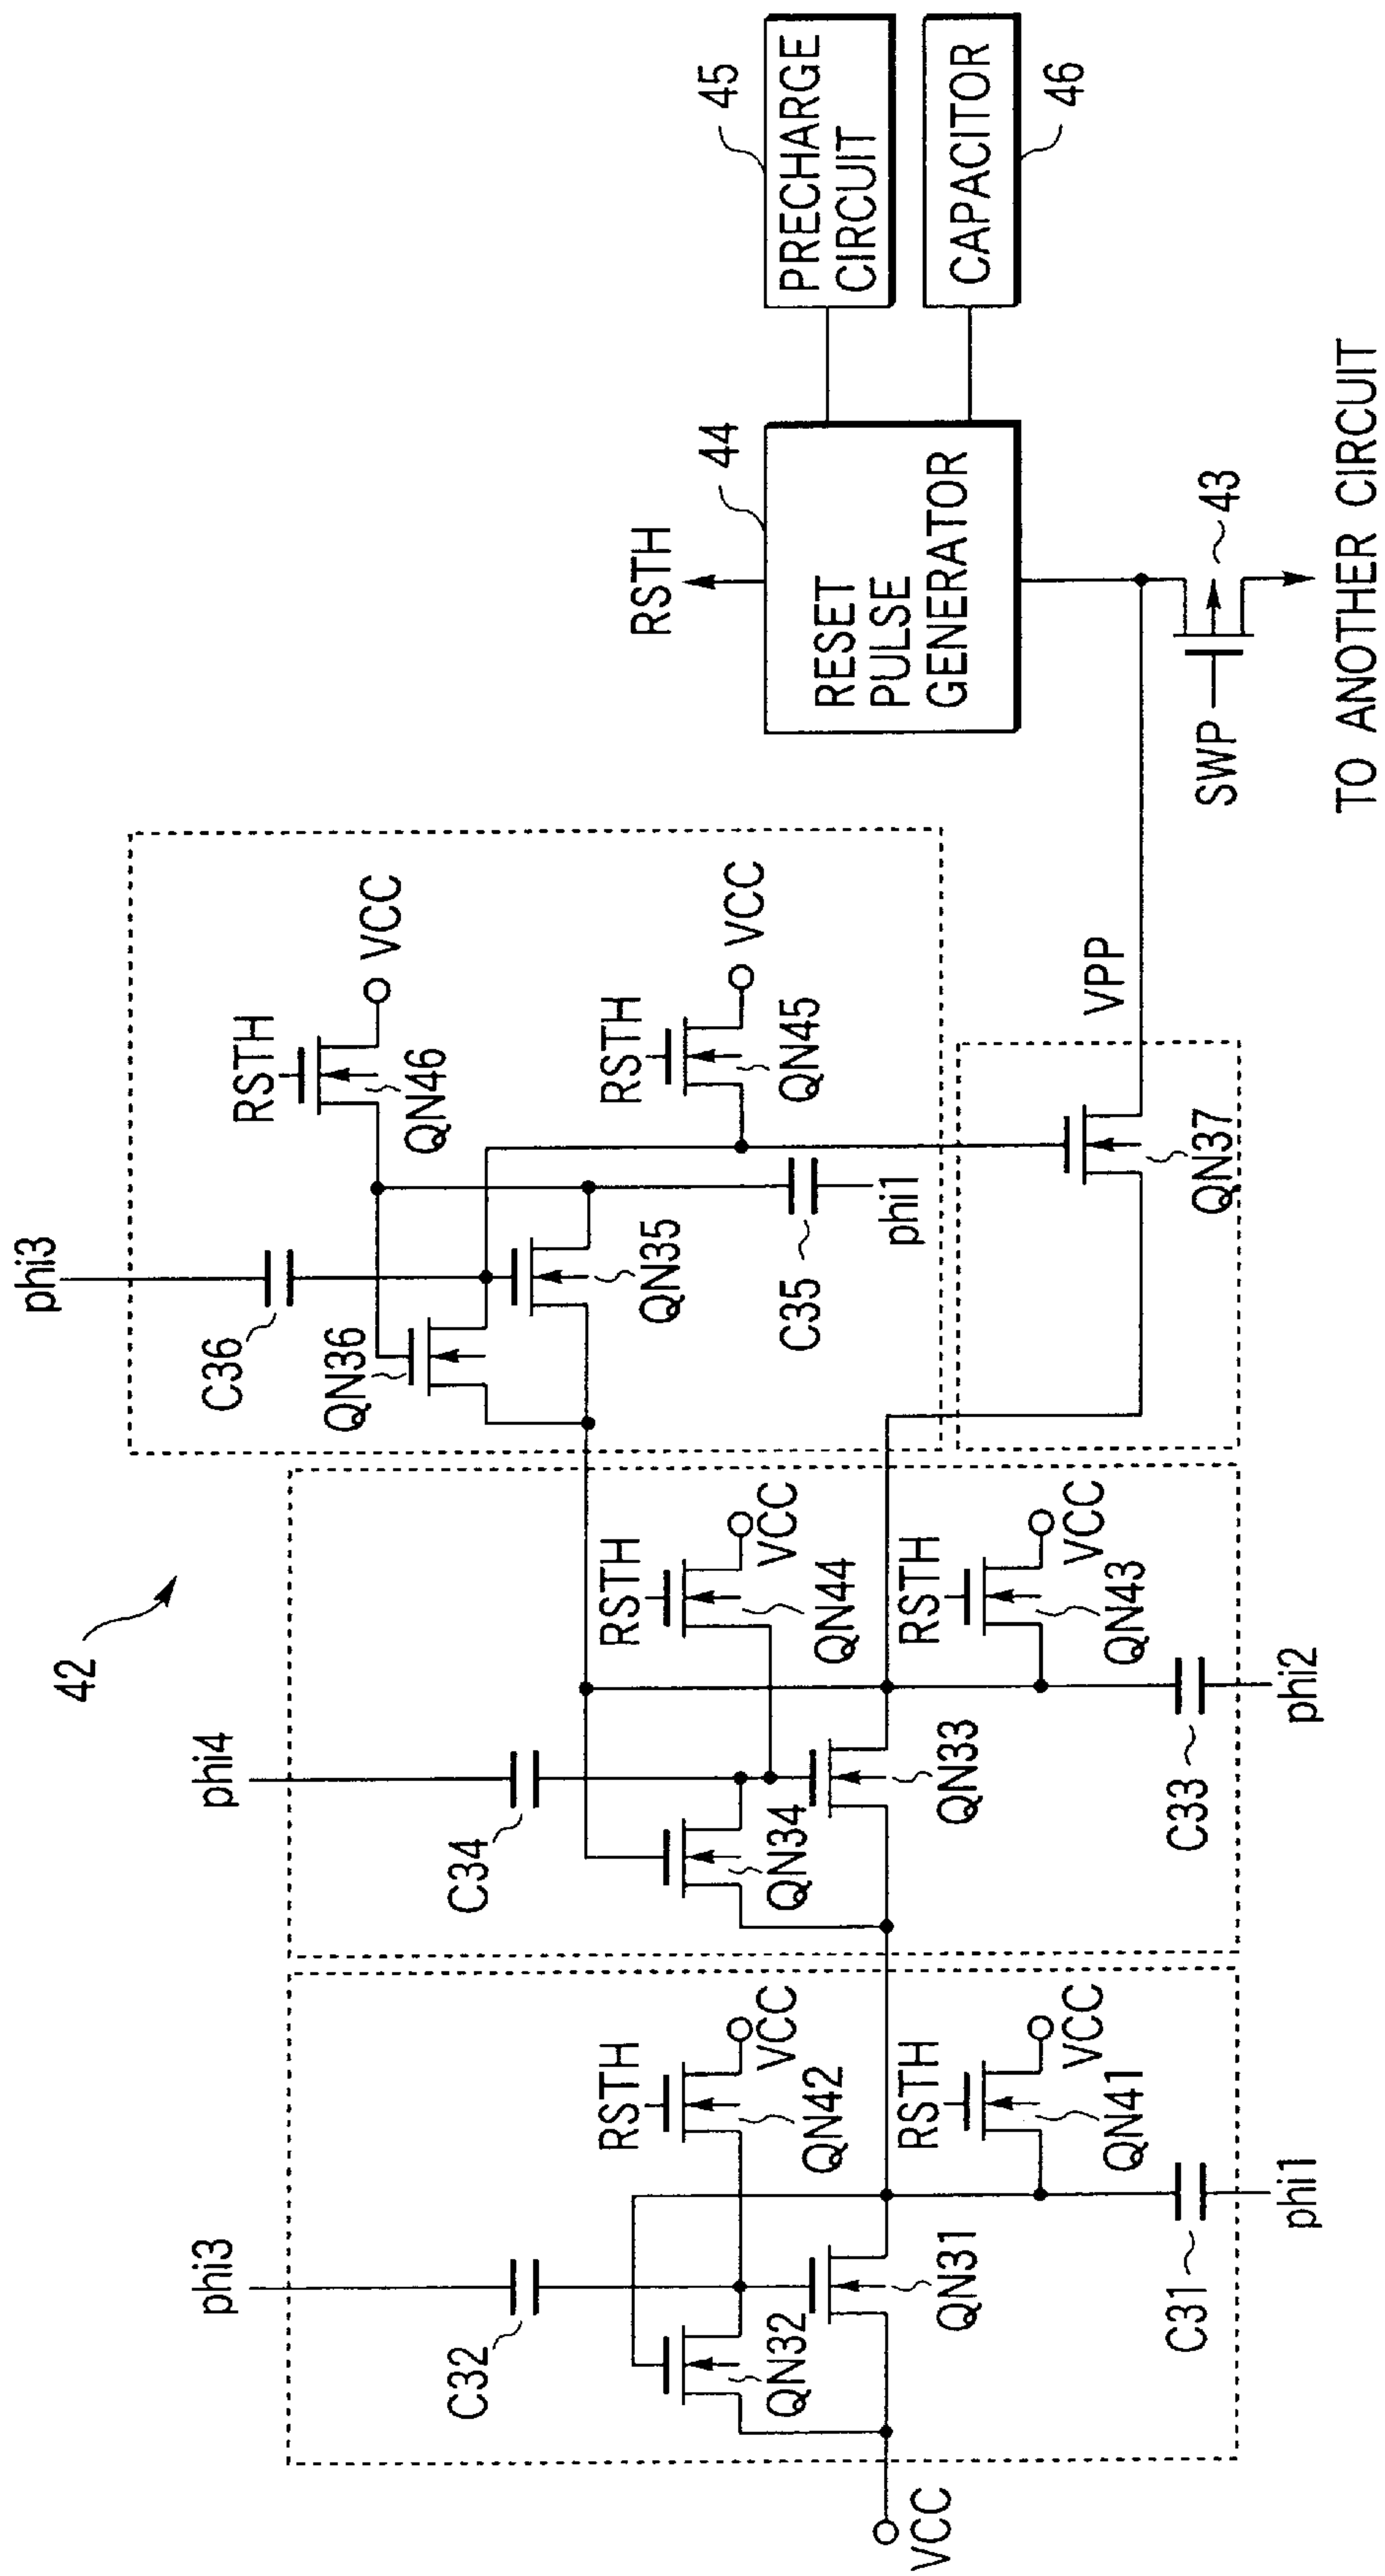 42
phi3
C36
QN36
RSTH
QN46
VCC
QN35
RSTH
QN45
VCC
C35
phi1
phi4
C34
QN34
RSTH
QN44
VCC
QN33
RSTH
QN43
VCC
C33
phi2
phi3
C32
QN32
RSTH
QN42
VCC
QN31
RSTH
QN41
VCC
C31
phi1
VCC
QN37
VPP
RSTH
44
RESET
PULSE
GENERATOR
45
PRECHARGE
CIRCUIT
CAPACITOR
46
SWP
43
TO ANOTHER CIRCUIT